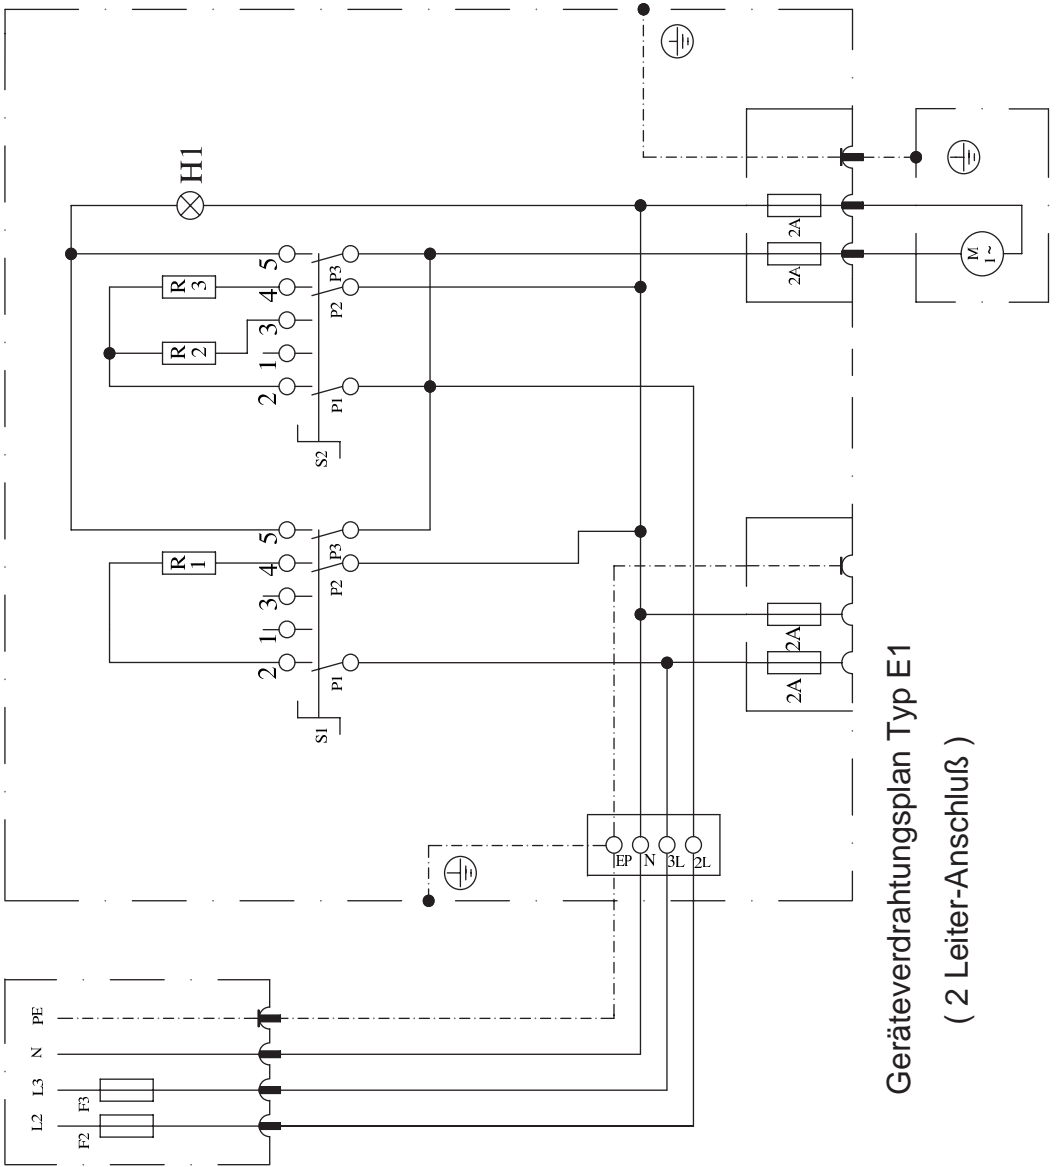 H1
R
3
R
2
5
4
3
1
2
P3
P2
P1
S2
R
1
5
4
3
1
2
P3
P2
P1
S1
2A
2A
M
1~
2A
2A
EP
N
3L
2L
PE
N
L3
L2
F3
F2
Geräteverdrahtungsplan Typ E1
( 2 Leiter-Anschluß )